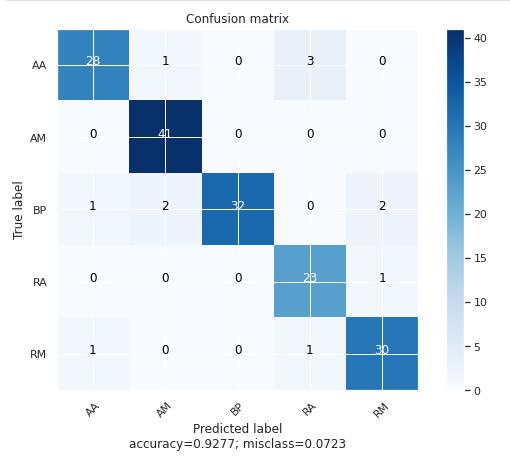 Confusion matrix
AA 28 1 0 3 0
AM 0 41 0 0 0
BP 1 2 32 0 2
RA 0 0 0 23 1
RM 1 0 0 1 30
AA AM BP RA RM
True label
Predicted label
accuracy=0.9277; misclass=0.0723
40
35
30
25
20
15
10
5
0